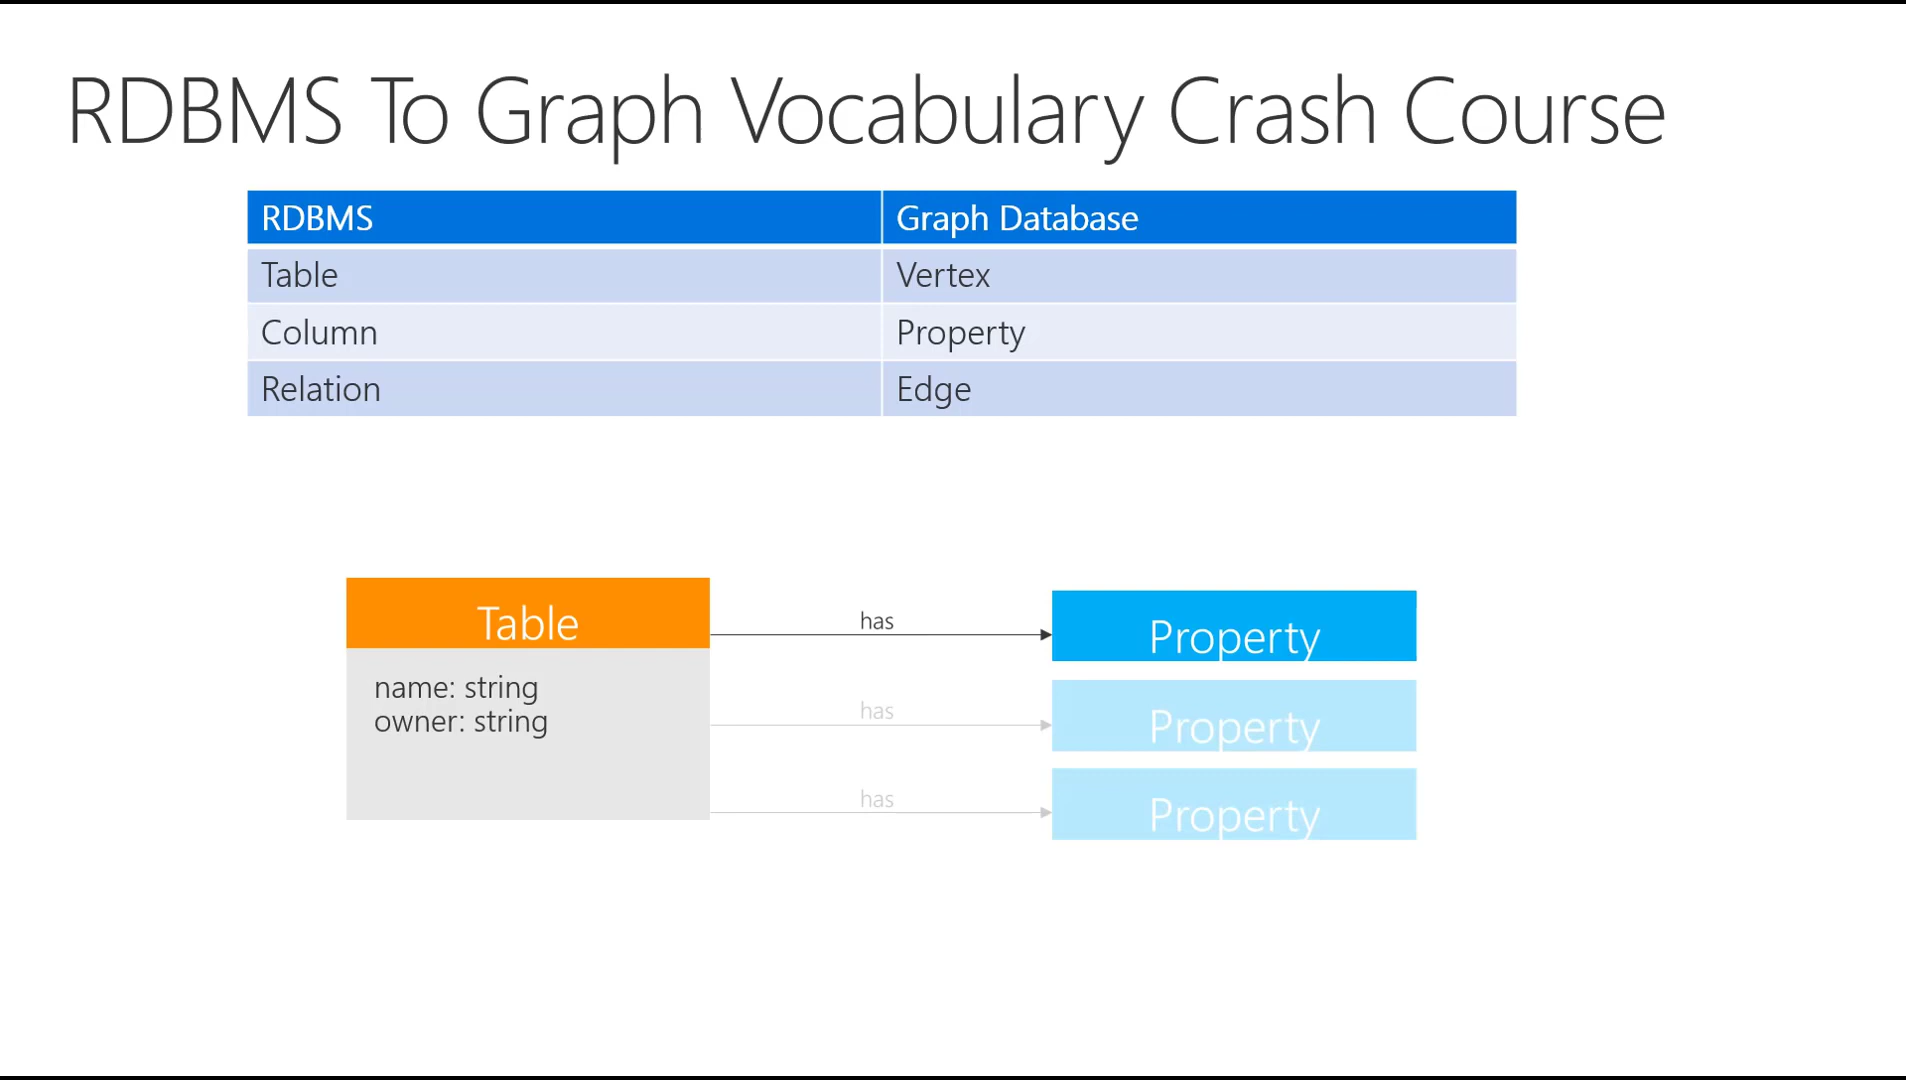 RDBMS To Graph Vocabulary Crash Course
RDBMS
Graph Database
Table
Vertex
Column
Property
Relation
Edge
Table
name: string
owner: string
has
Property
has
Property
has
Property